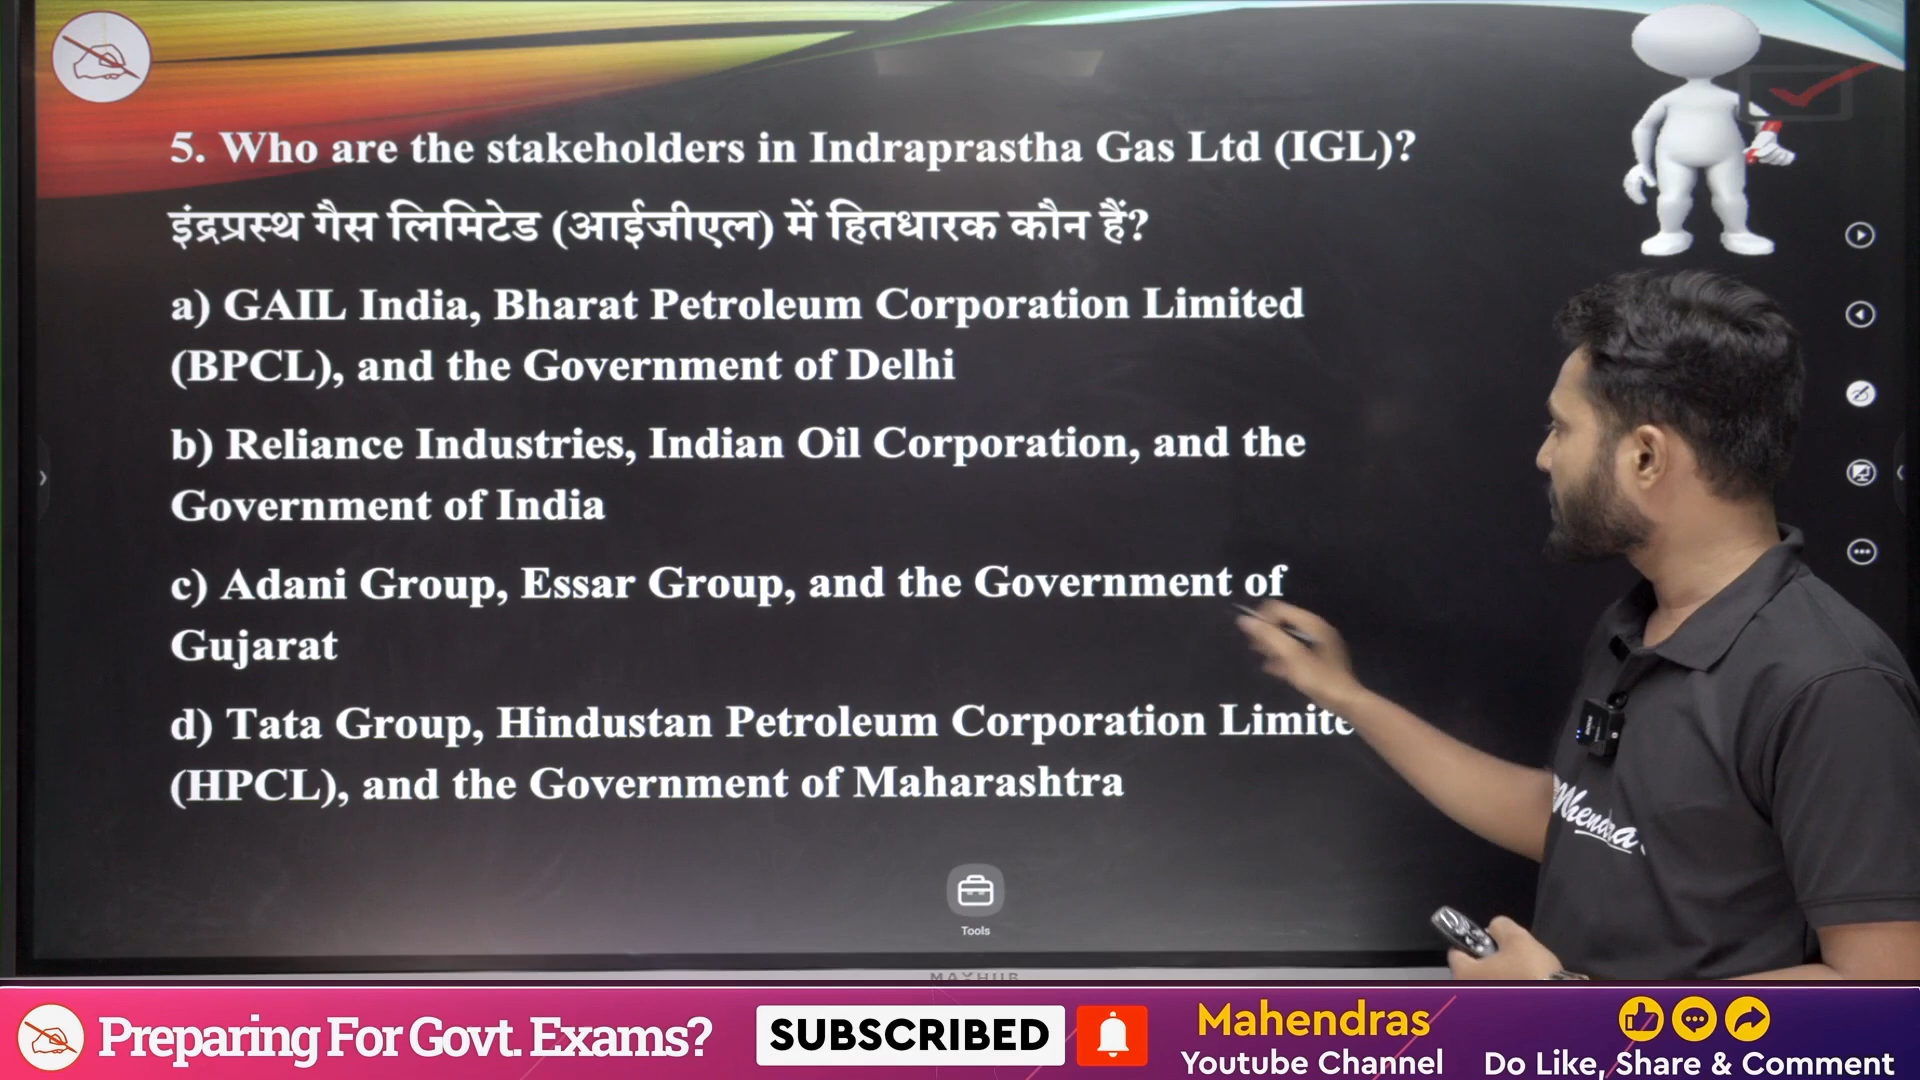 5. Who are the stakeholders in Indraprastha Gas Ltd (IGL)?
इंद्रप्रस्थ गैस लिमिटेड (आईजीएल) में हितधारक कौन हैं?
a) GAIL India, Bharat Petroleum Corporation Limited
(BPCL), and the Government of Delhi
b) Reliance Industries, Indian Oil Corporation, and the
Government of India
c) Adani Group, Essar Group, and the Government of
Gujarat
d) Tata Group, Hindustan Petroleum Corporation Limite
(HPCL), and the Government of Maharashtra
Tools
MAXHUB
Mahendra
Preparing For Govt. Exams?
SUBSCRIBED
Mahendras
Youtube Channel
Do Like, Share & Comment